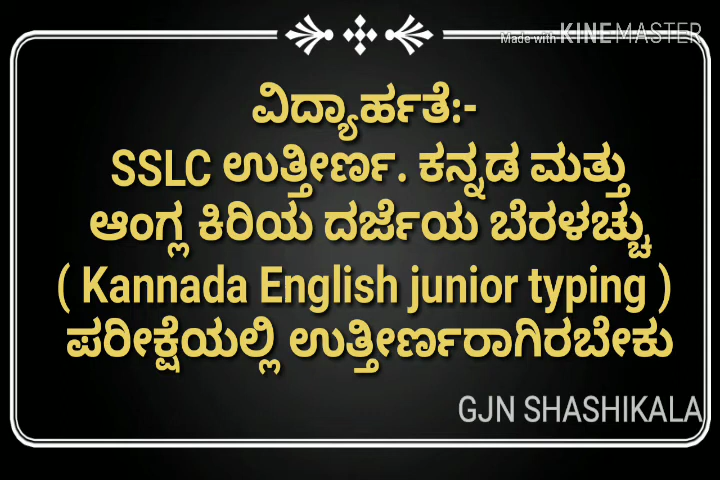 Made with KINEMASTER
ವಿದ್ಯಾರ್ಹತೆ:-
SSLC ಉತ್ತೀರ್ಣ. ಕನ್ನಡ ಮತ್ತು
ಆಂಗ್ಲ ಕಿರಿಯ ದರ್ಜೆಯ ಬೆರಳಚ್ಚು
( Kannada English junior typing )
ಪರೀಕ್ಷೆಯಲ್ಲಿ ಉತ್ತೀರ್ಣರಾಗಿರಬೇಕು
GJN SHASHIKALA